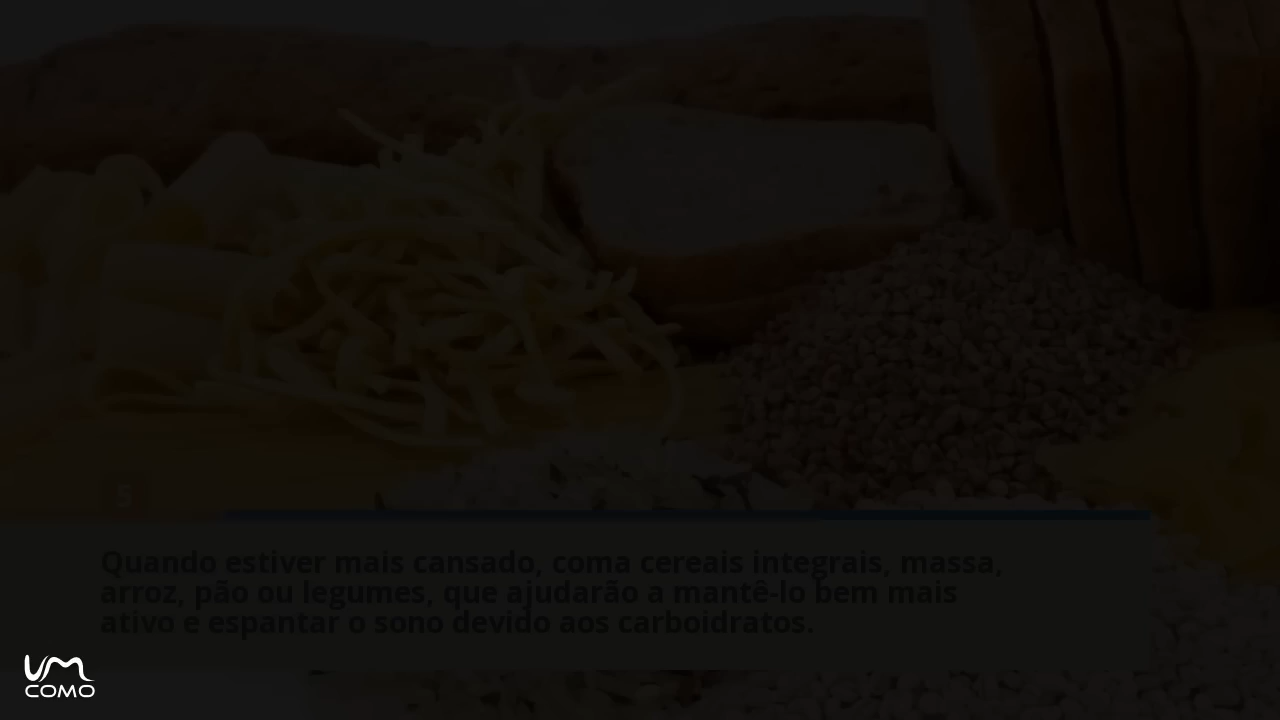 5
Quando estiver mais cansado, coma cereais integrais, massa,
arroz, pão ou legumes, que ajudarão a mantê-lo bem mais
ativo e espantar o sono devido aos carboidratos.
UM
COMO